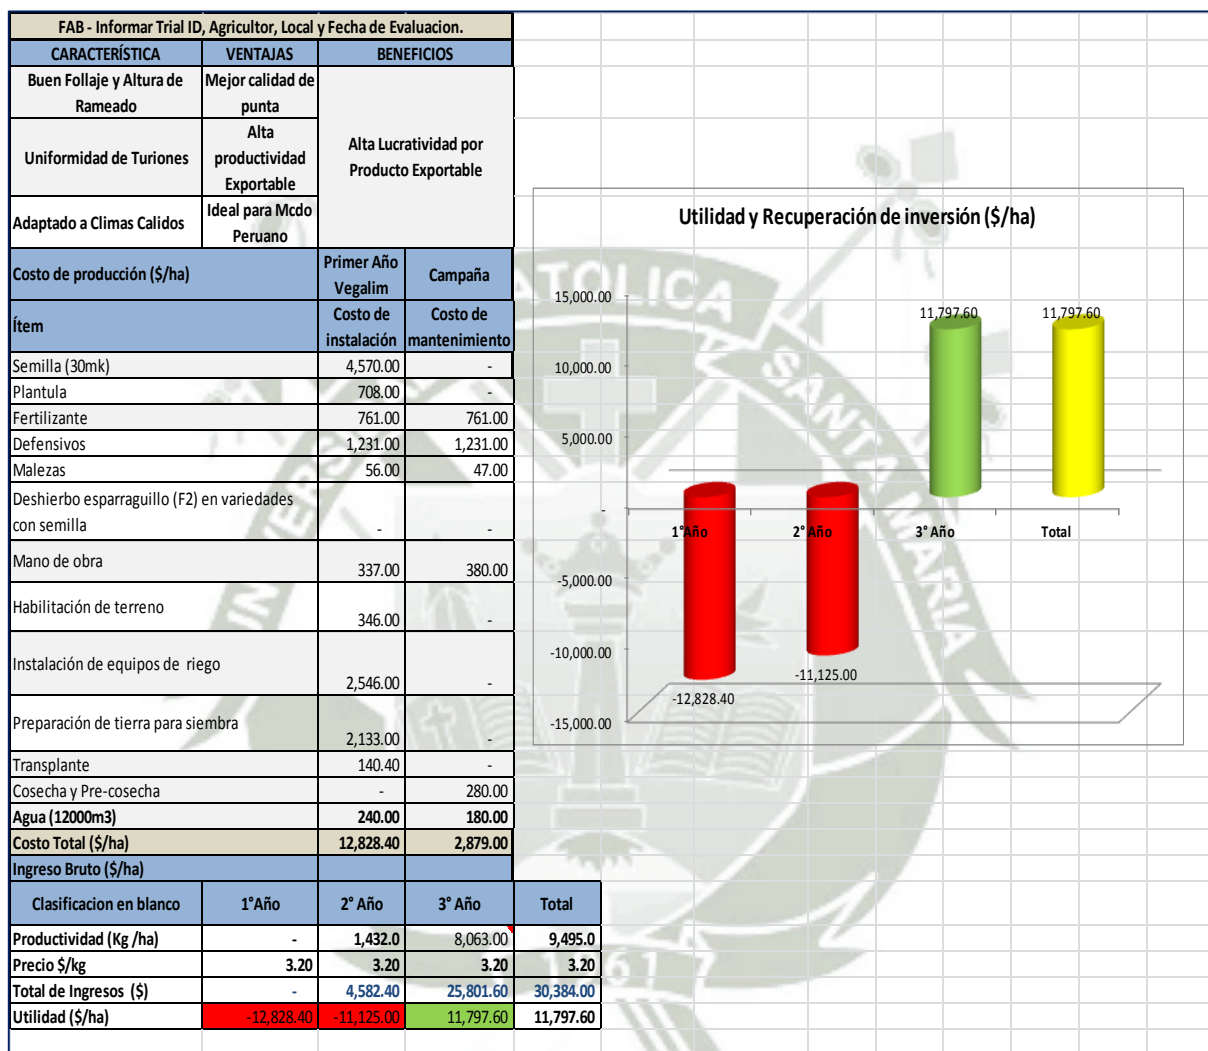 FAB - Informar Trial ID, Agricultor, Local y Fecha de Evaluacion.
CARACTERÍSTICA VENTAJAS BENEFICIOS
Buen Follaje y Altura de
Rameado
Mejor calidad de
punta
Uniformidad de Turiones
Alta
productividad
Exportable
Alta Lucratividad por
Producto Exportable
Adaptado a Climas Calidos
Ideal para Mcdo
Peruano
Costo de producción ($/ha)
Primer Año
Vegalim
Campaña
Ítem
Costo de
instalación
Costo de
mantenimiento
Semilla (30mk) 4,570.00 -
Plantula 708.00 -
Fertilizante 761.00 761.00
Defensivos 1,231.00 1,231.00
Malezas 56.00 47.00
Deshierbo esparraguillo (F2) en variedades
con semilla - -
Mano de obra 337.00 380.00
Habilitación de terreno 346.00 -
Instalación de equipos de riego 2,546.00 -
Preparación de tierra para siembra 2,133.00 -
Transplante 140.40 -
Cosecha y Pre-cosecha - 280.00
Agua (12000m3) 240.00 180.00
Costo Total ($/ha) 12,828.40 2,879.00
Ingreso Bruto ($/ha)
Clasificacion en blanco 1°Año 2° Año 3° Año Total
Productividad (Kg /ha) - 1,432.0 8,063.00 9,495.0
Precio $/kg 3.20 3.20 3.20 3.20
Total de Ingresos ($) - 4,582.40 25,801.60 30,384.00
Utilidad ($/ha) -12,828.40 -11,125.00 11,797.60 11,797.60
Utilidad y Recuperación de inversión ($/ha)
15,000.00
10,000.00
5,000.00
-
-5,000.00
-10,000.00
-15,000.00
11,797.60 11,797.60
1°Año 2° Año 3° Año Total
-12,828.40 -11,125.00
CATOLICA
SANTA MARIA
1961